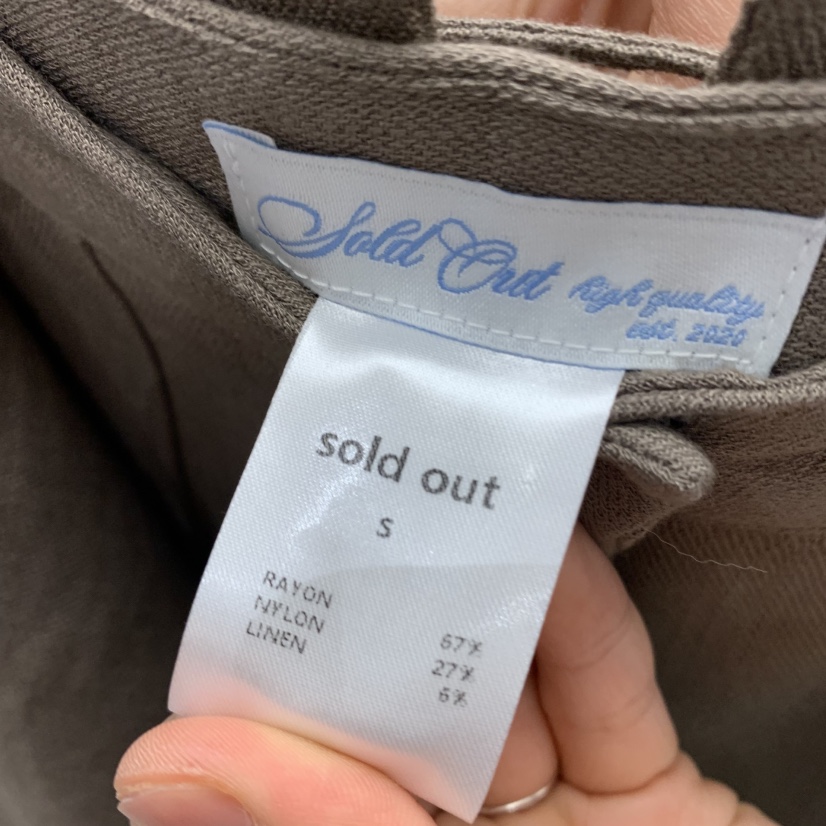 Sold Out high quality
est. 2020
sold out
S
RAYON 67%
NYLON 27%
LINEN 6%